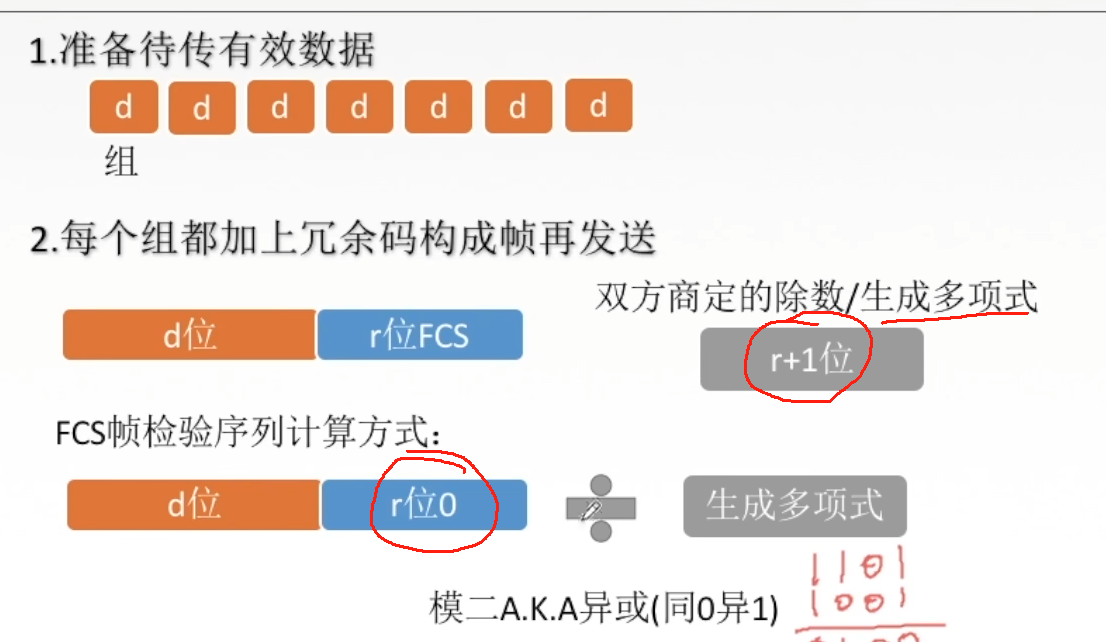 1.准备待传有效数据
d d d d d d d
组
2.每个组都加上冗余码构成帧再发送
双方商定的除数/生成多项式
d位 r位FCS
r+1位
FCS帧检验序列计算方式：
d位 r位0 生成多项式
模二A.K.A异或(同0异1)
1101
1001